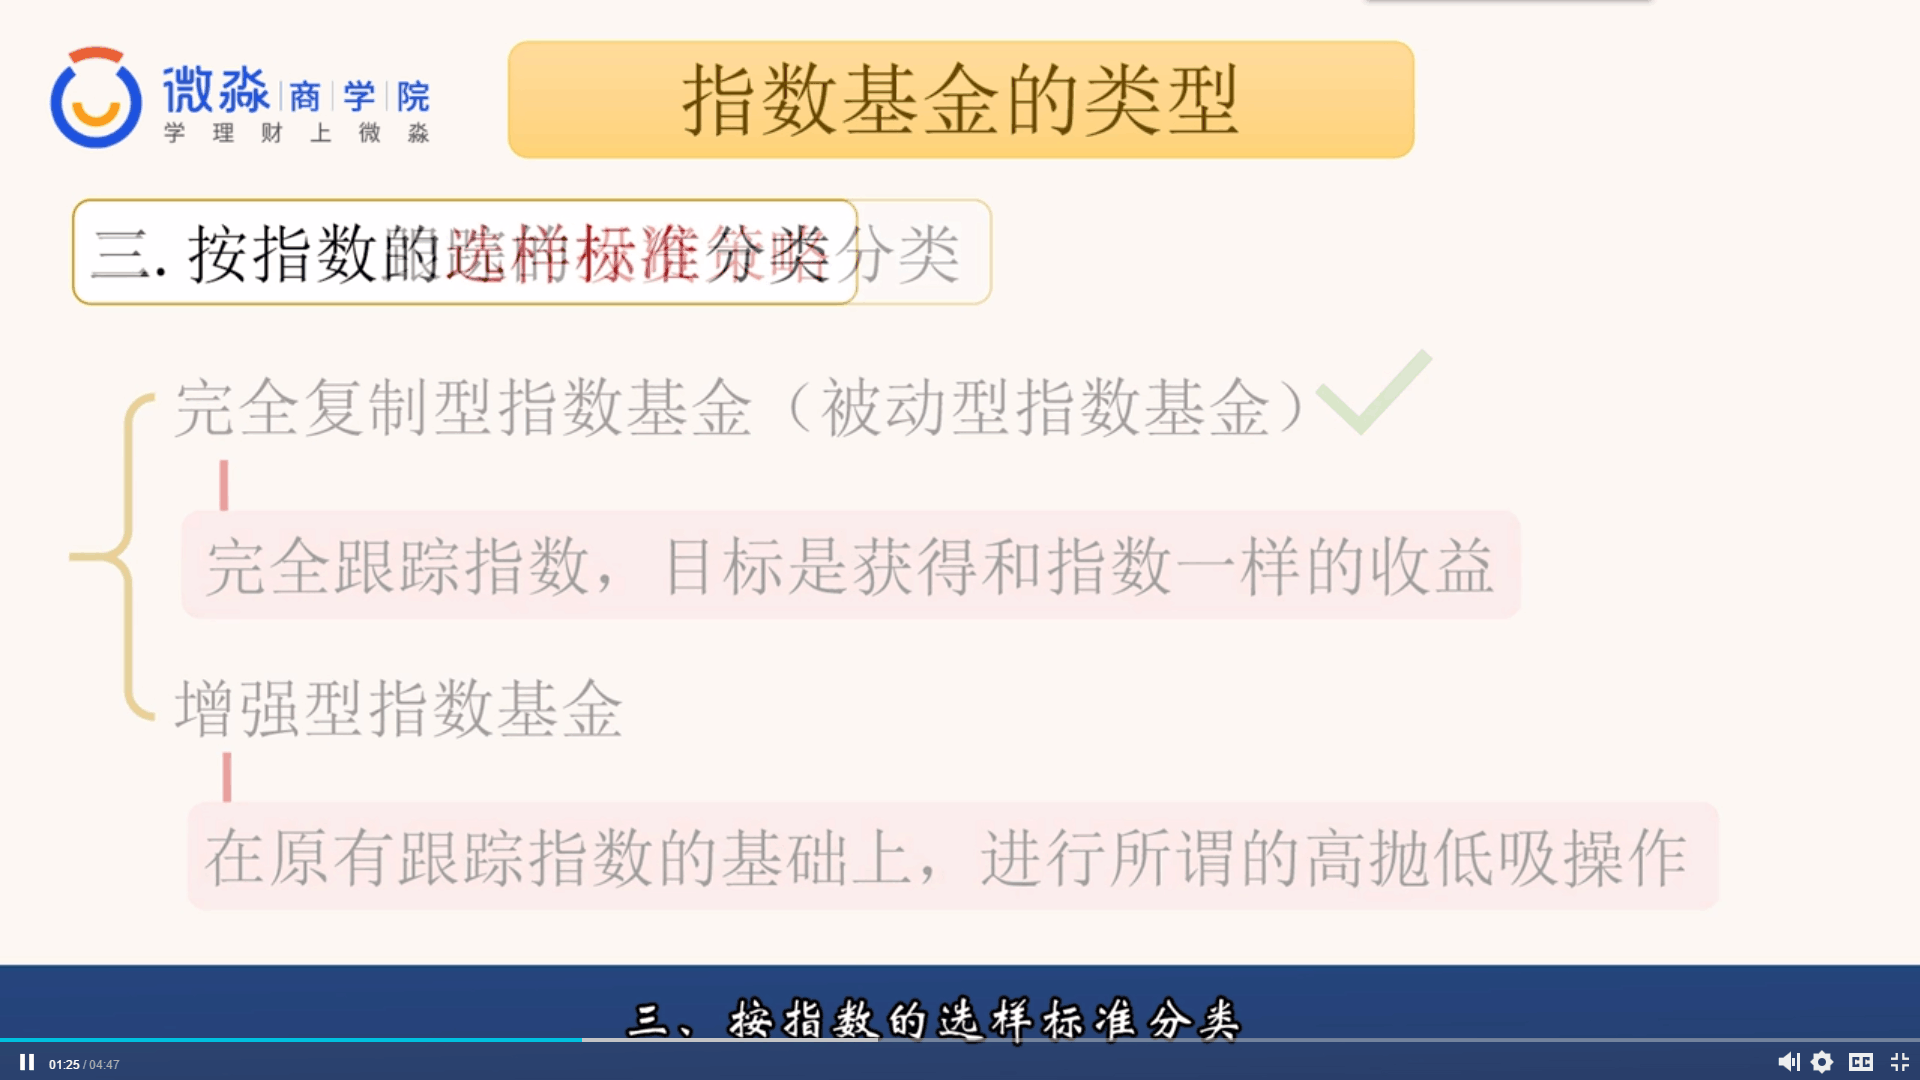 微淼商学院
学理财上微淼
指数基金的类型
三.按指数的选样标准分类
完全复制型指数基金（被动型指数基金）
完全跟踪指数，目标是获得和指数一样的收益
增强型指数基金
在原有跟踪指数的基础上，进行所谓的高抛低吸操作
三、按指数的选样标准分类
01:25 / 04:47
CC